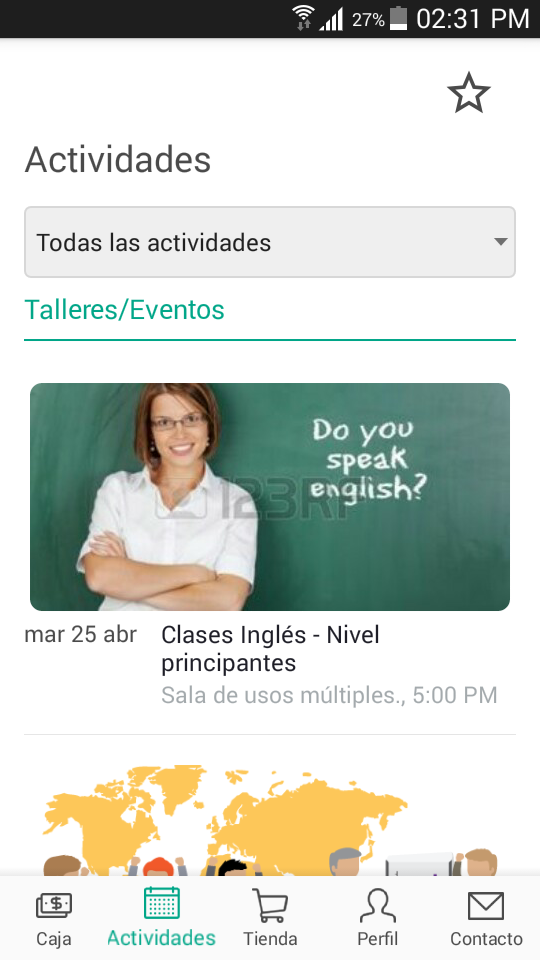 27% 02:31 PM
Actividades
Todas las actividades
Talleres/Eventos
Do you
speak
english?
123RF
mar 25 abr
Clases Inglés - Nivel
principantes
Sala de usos múltiples., 5:00 PM
Caja
Actividades
Tienda
Perfil
Contacto